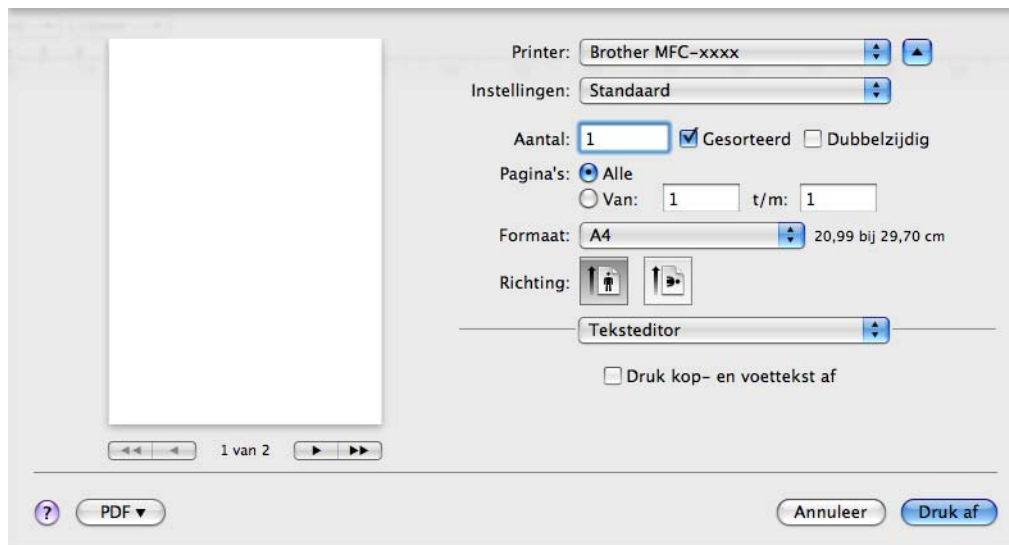 Printer: Brother MFC-xxxx
Instellingen: Standaard
Aantal: 1 Gesorteerd Dubbelzijdig
Pagina's: Alle
Van: 1 t/m: 1
Formaat: A4 20,99 bij 29,70 cm
Richting:
Teksteditor
Druk kop- en voettekst af
1 van 2
? PDF Annuleer Druk af